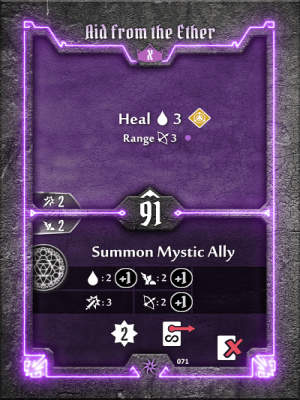 Aid from the Ether
X
Heal 3
Range 3
2
91
2
Summon Mystic Ally
: 2 +1 : 2 +1
: 3 : 2 +1
2
071